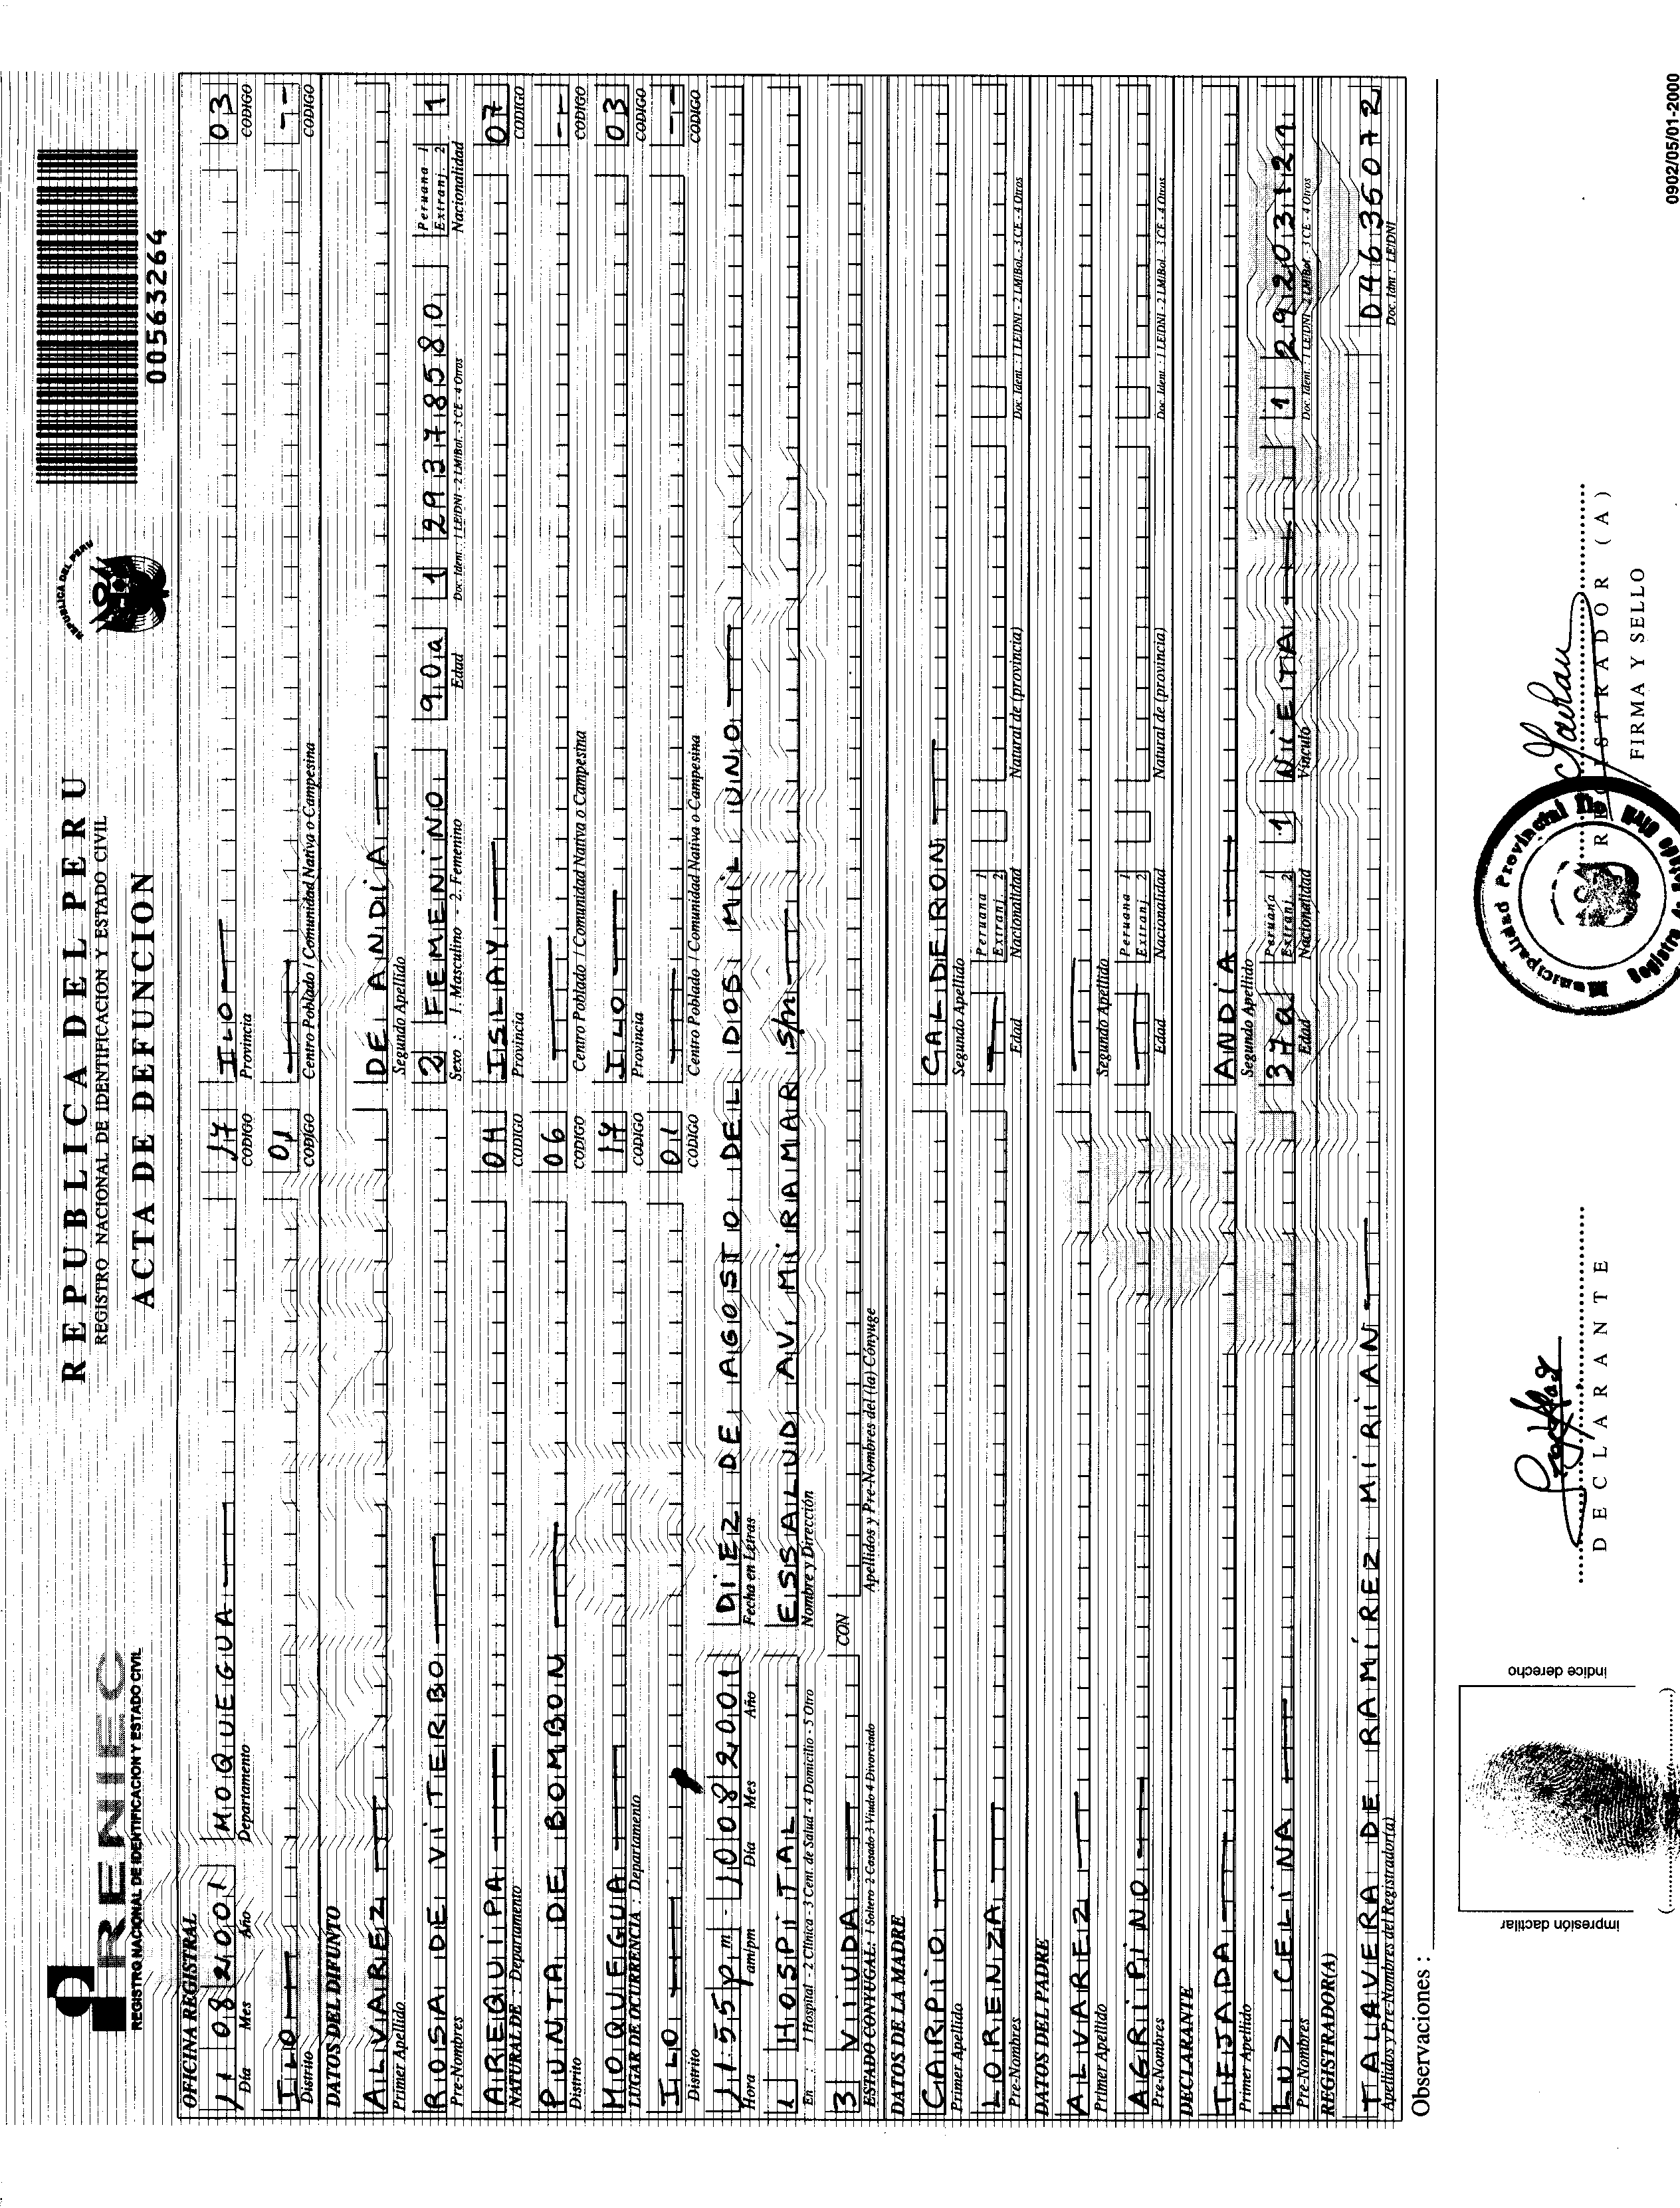 RENIEC
REGISTRO NACIONAL DE IDENTIFICACION Y ESTADO CIVIL
REPUBLICA DEL PERU
REGISTRO NACIONAL DE IDENTIFICACION Y ESTADO CIVIL
ACTA DE DEFUNCION
REPUBLICA DEL PERU
00563264
OFICINA REGISTRAL
11 08 2001 MOQUEGUA 17 ILO 03
Día Mes Año Departamento CODIGO Provincia CODIGO
ILO 01 --
Distrito CODIGO Centro Poblado / Comunidad Nativa o Campesina CODIGO
DATOS DEL DIFUNTO
ALVAREZ DE ANDIA
Primer Apellido Segundo Apellido
ROSA DE VITERBO 2 FEMENINO 90a 1 29378580 Peruana 1 Extranj. 2 1
Pre-Nombres Sexo : 1. Masculino - 2. Femenino Edad Doc. Ident. : 1 LE/DNI - 2 LM/Bol. - 3 CE - 4 Otros Nacionalidad
AREQUIPA 04 ISLAY 07
NATURAL DE : Departamento CODIGO Provincia CODIGO
PUNTA DE BOMBON 06 --
Distrito CODIGO Centro Poblado / Comunidad Nativa o Campesina CODIGO
MOQUEGUA 17 ILO 03
LUGAR DE OCURRENCIA : Departamento CODIGO Provincia CODIGO
ILO 01 --
Distrito CODIGO Centro Poblado / Comunidad Nativa o Campesina CODIGO
11:55 pm - 10 08 2001 DIEZ DE AGOSTO DEL DOS MIL UNO
Hora am/pm Día Mes Año Fecha en Letras
1 HOSPITAL ESSALUD AV. MIRAMAR S/N
En : 1 Hospital - 2 Clínica - 3 Cent. de Salud - 4 Domicilio - 5 Otro Nombre y Dirección
3 VIUDA CON
ESTADO CONYUGAL: 1 Soltero 2 Casado 3 Viudo 4 Divorciado Apellidos y Pre-Nombres del (la) Cónyuge
DATOS DE LA MADRE
CARPIO CALDERON
Primer Apellido Segundo Apellido
LORENZA Peruana 1 Extranj. 2
Pre-Nombres Edad Nacionalidad Natural de (provincia) Doc. Ident. : 1 LE/DNI - 2 LM/Bol. - 3 CE - 4 Otros
DATOS DEL PADRE
ALVAREZ
Primer Apellido Segundo Apellido
AGRIPINO Peruana 1 Extranj. 2
Pre-Nombres Edad Nacionalidad Natural de (provincia) Doc. Ident. : 1 LE/DNI - 2 LM/Bol. - 3 CE - 4 Otros
DECLARANTE
TEJADA ANDIA
Primer Apellido Segundo Apellido
LUZ CELINA 37a Peruana 1 Extranj. 2 1 NIETA 1 29203121
Pre-Nombres Edad Nacionalidad Vínculo Doc. Ident. : 1 LE/DNI - 2 LM/Bol. - 3 CE - 4 Otros
REGISTRADOR(A)
TALAVERA DE RAMIREZ MIRIAN 04635072
Apellidos y Pre-Nombres del Registrador(a) Doc. Idnt : LE/DNI
Observaciones :
impresión dactilar
indice derecho
DECLARANTE
Municipalidad Provincial Ilo
REGISTRADOR (A)
FIRMA Y SELLO
0902/05/01-2000